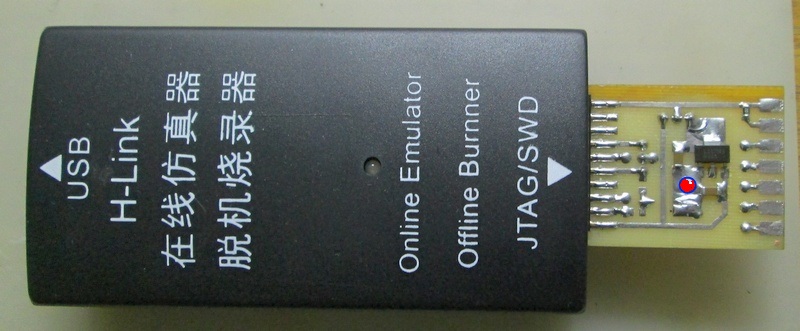 USB
H-Link
在线仿真器
脱机烧录器
Online Emulator
Offline Burnner
JTAG/SWD